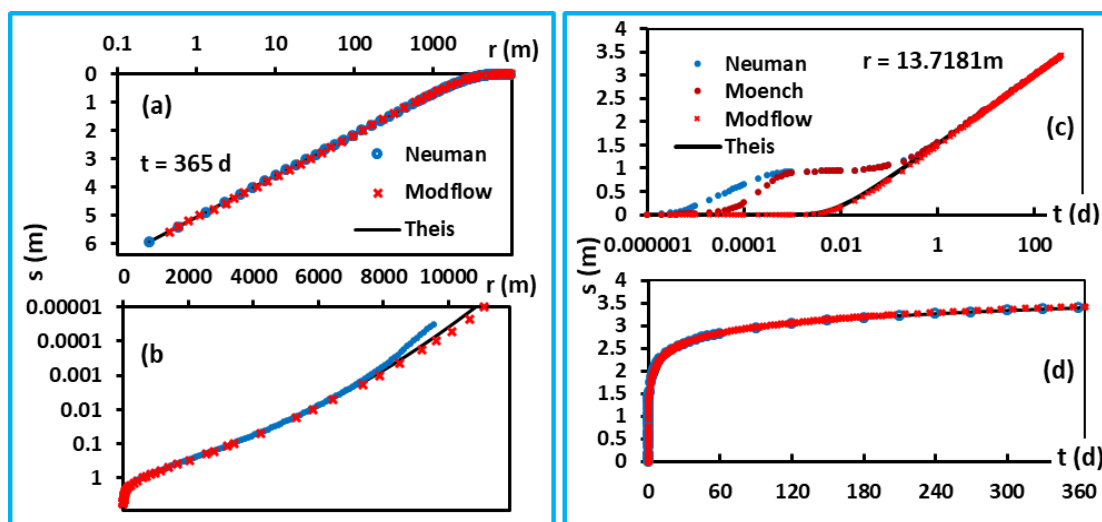 0.1 1 10 100 1000 r (m)
0
1
2
3
4
5
6
(a)
t = 365 d
Neuman
Modflow
Theis
s (m)
0 2000 4000 6000 8000 10000 r (m)
0.00001
0.0001
0.001
0.01
0.1
1
(b)
4
3.5
3
2.5
2
1.5
1
0.5
0
Neuman
Moench
Modflow
Theis
r = 13.7181m
(c)
t (d)
0.000001 0.0001 0.01 1 100
s (m)
4
3.5
3
2.5
2
1.5
1
0.5
0
(d)
t (d)
0 60 120 180 240 300 360